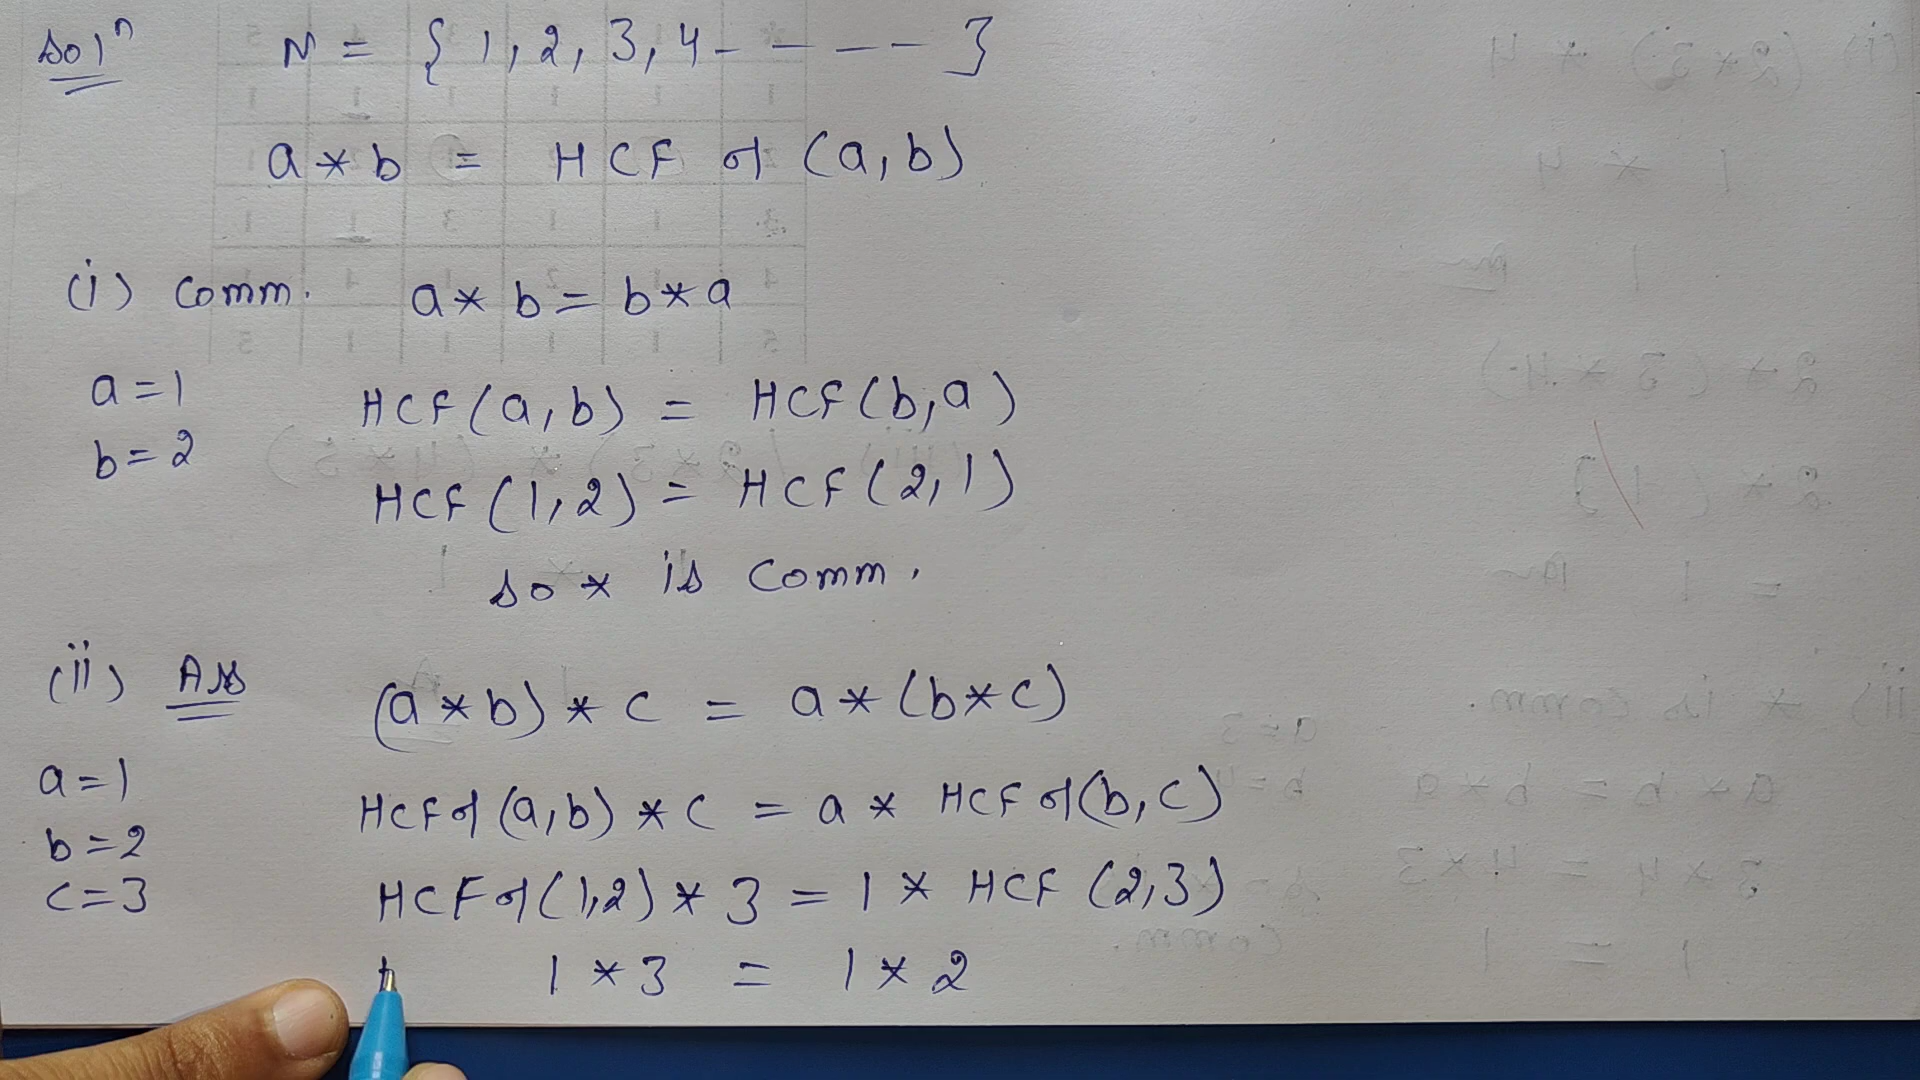 Solⁿ N = {1, 2, 3, 4 - - - - }
a * b = HCF of (a, b)
(i) Comm. a * b = b * a
a = 1
b = 2
HCF (a, b) = HCF (b, a)
HCF (1, 2) = HCF (2, 1)
so * is Comm.
(ii) Ass (a * b) * c = a * (b * c)
a = 1
b = 2
c = 3
HCF of (a, b) * c = a * HCF of (b, c)
HCF of (1, 2) * 3 = 1 * HCF (2, 3)
1 * 3 = 1 * 2